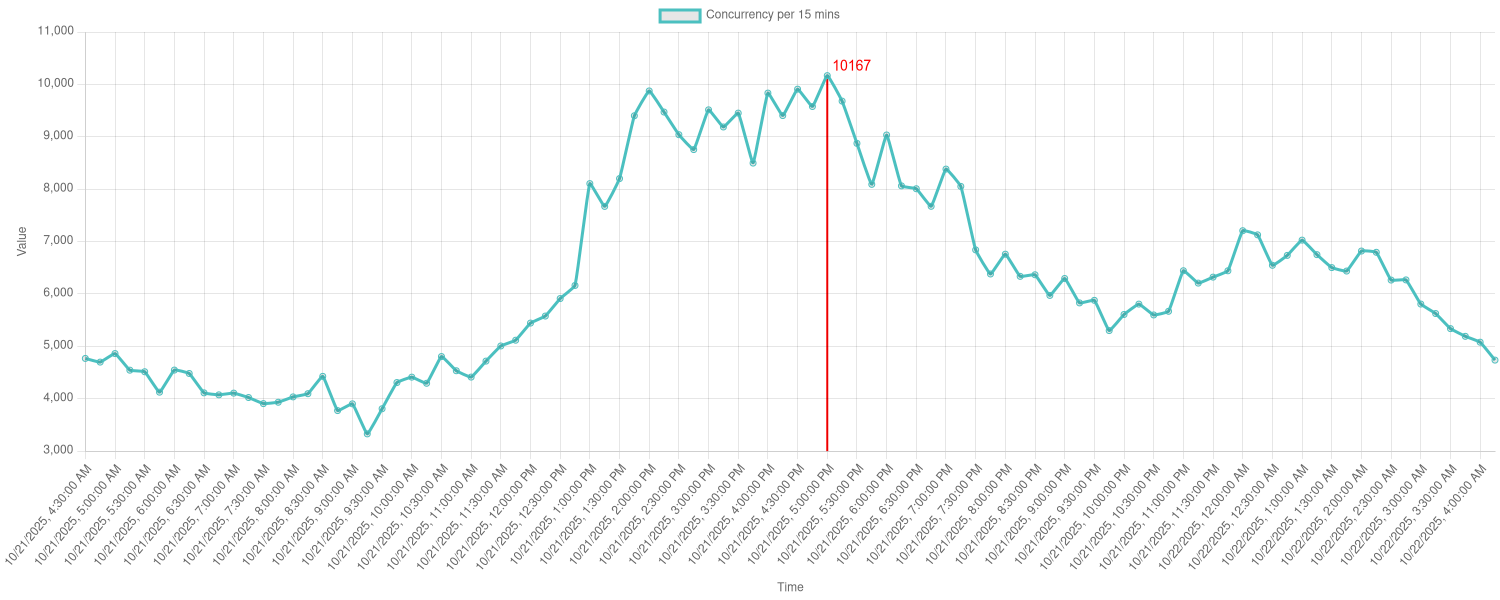 Concurrency per 15 mins
11,000
10,000
9,000
8,000
7,000
6,000
5,000
4,000
3,000
Value
10167
10/21/2025, 4:30:00 AM
10/21/2025, 5:00:00 AM
10/21/2025, 5:30:00 AM
10/21/2025, 6:00:00 AM
10/21/2025, 6:30:00 AM
10/21/2025, 7:00:00 AM
10/21/2025, 7:30:00 AM
10/21/2025, 8:00:00 AM
10/21/2025, 8:30:00 AM
10/21/2025, 9:00:00 AM
10/21/2025, 9:30:00 AM
10/21/2025, 10:00:00 AM
10/21/2025, 10:30:00 AM
10/21/2025, 11:00:00 AM
10/21/2025, 11:30:00 AM
10/21/2025, 12:00:00 PM
10/21/2025, 12:30:00 PM
10/21/2025, 1:00:00 PM
10/21/2025, 1:30:00 PM
10/21/2025, 2:00:00 PM
10/21/2025, 2:30:00 PM
10/21/2025, 3:00:00 PM
10/21/2025, 3:30:00 PM
10/21/2025, 4:00:00 PM
10/21/2025, 4:30:00 PM
10/21/2025, 5:00:00 PM
10/21/2025, 5:30:00 PM
10/21/2025, 6:00:00 PM
10/21/2025, 6:30:00 PM
10/21/2025, 7:00:00 PM
10/21/2025, 7:30:00 PM
10/21/2025, 8:00:00 PM
10/21/2025, 8:30:00 PM
10/21/2025, 9:00:00 PM
10/21/2025, 9:30:00 PM
10/21/2025, 10:00:00 PM
10/21/2025, 10:30:00 PM
10/21/2025, 11:00:00 PM
10/21/2025, 11:30:00 PM
10/22/2025, 12:00:00 AM
10/22/2025, 12:30:00 AM
10/22/2025, 1:00:00 AM
10/22/2025, 1:30:00 AM
10/22/2025, 2:00:00 AM
10/22/2025, 2:30:00 AM
10/22/2025, 3:00:00 AM
10/22/2025, 3:30:00 AM
10/22/2025, 4:00:00 AM
Time